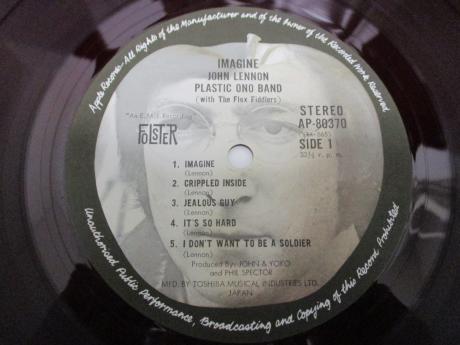 Apple Records-All Rights of the Manufacturer and of the Owner of the Recorded Work Reserved.
IMAGINE
JOHN LENNON
PLASTIC ONO BAND
(with The Flux Fiddlers)
"An E.M.I. Recording
STEREO
AP-80370
FOLSTER
SIDE 1
33⅓ r. p. m.
1. IMAGINE
(Lennon)
2. CRIPPLED INSIDE
(Lennon)
3. JEALOUS GUY
(Lennon)
4. IT'S SO HARD
(Lennon)
5. I DON'T WANT TO BE A SOLDIER
(Lennon)
Produced By: JOHN & YOKO
and PHIL SPECTOR
MFD. BY TOSHIBA MUSICAL INDUSTRIES LTD.
JAPAN
Unauthorised Public Performance, Broadcasting and Copying of this Record Prohibited